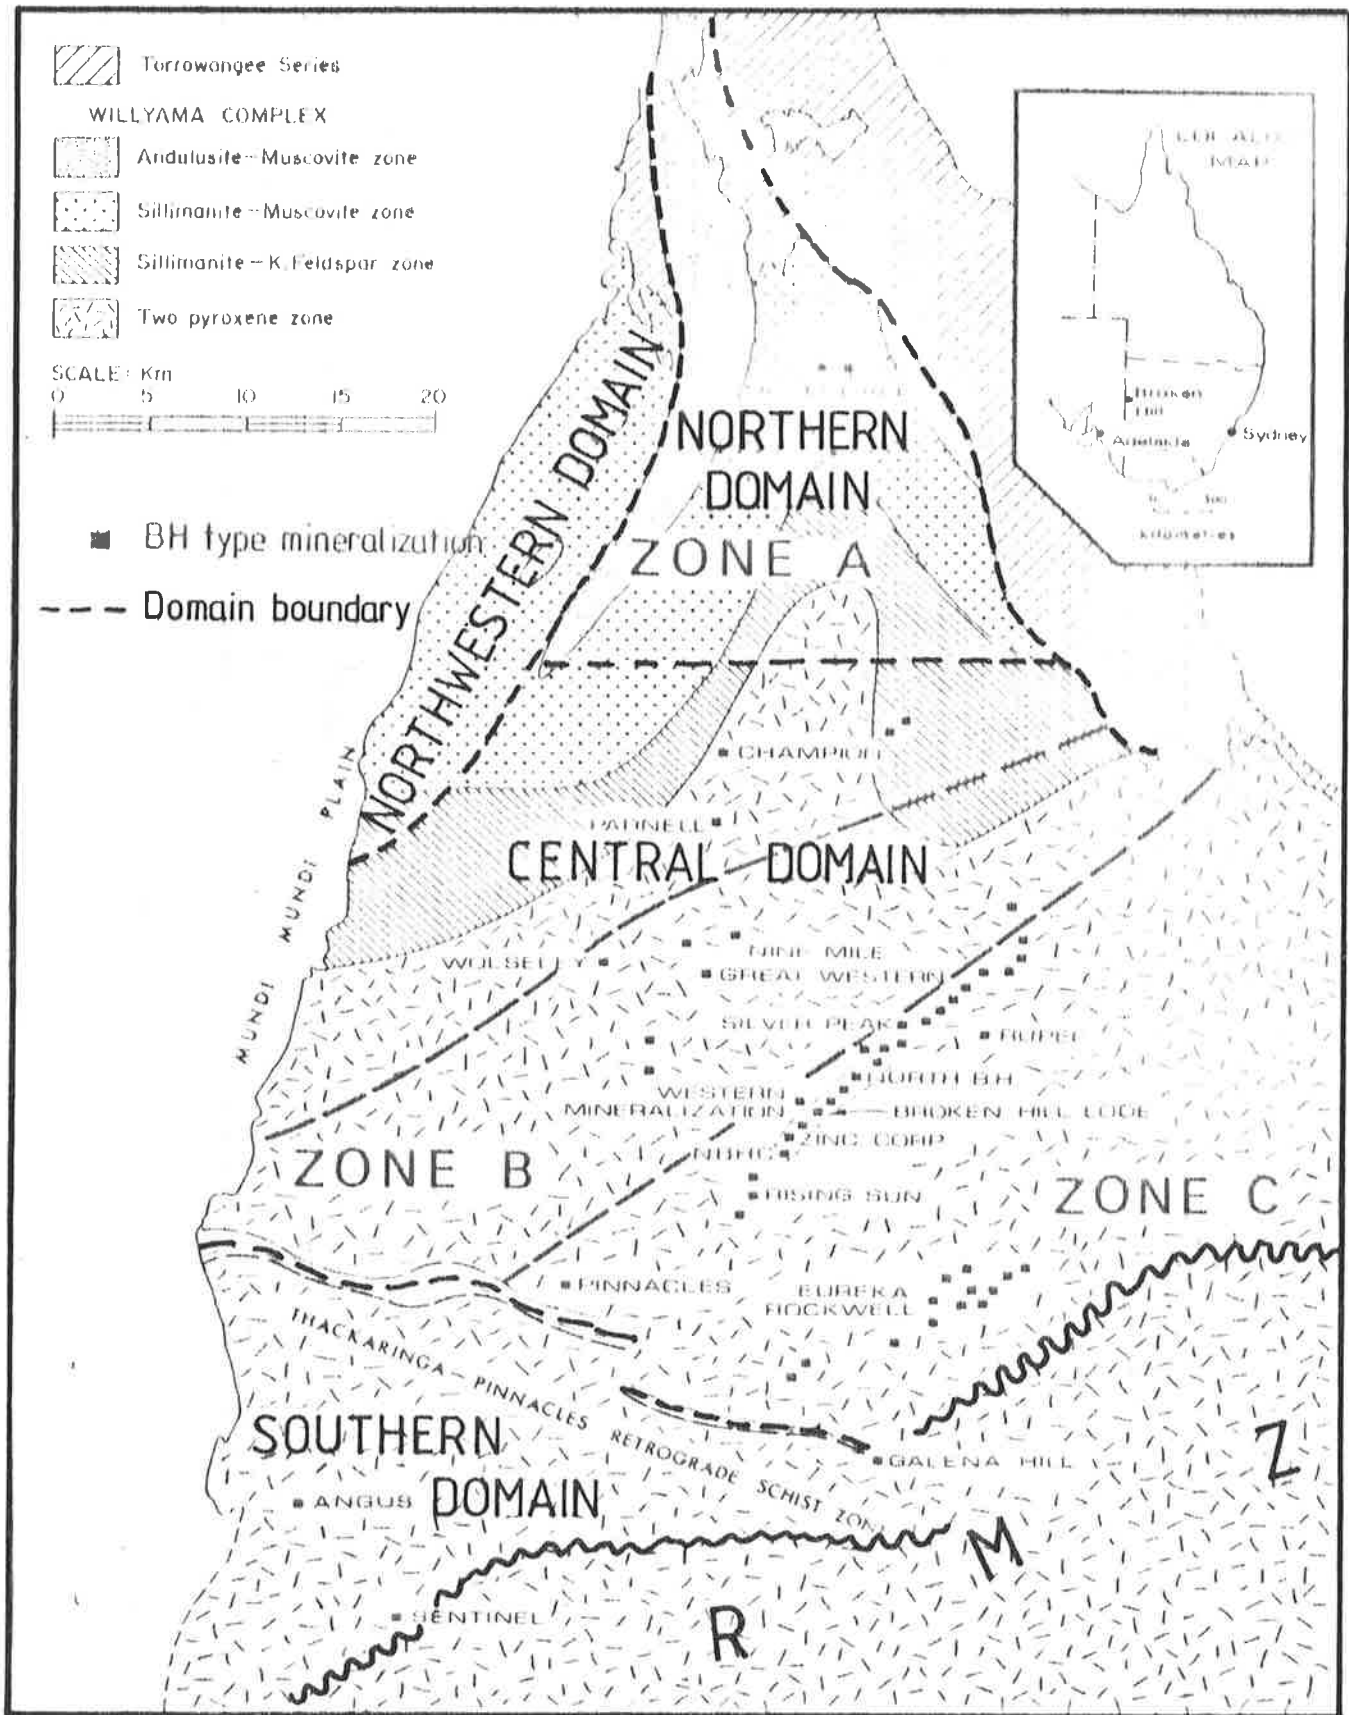 Torrowangee Series
WILLYAMA COMPLEX
Andulusite-Muscovite zone
Sillimanite-Muscovite zone
Sillimanite-K.Feldspar zone
Two pyroxene zone
SCALE: Km
0 5 10 15 20
BH type mineralization
Domain boundary
MAP
Broken
Hill
Adelaide
Sydney
kilometres
NORTHWESTERN DOMAIN
NORTHERN
DOMAIN
ZONE A
CHAMPION
PARNELL
CENTRAL DOMAIN
MUNDI MUNDI PLAIN
NINE MILE
WOLSELEY
GREAT WESTERN
SILVER PEAK
RUPEE
NORTH B.H.
WESTERN
MINERALIZATION
BROKEN HILL LODE
ZINC CORP
NBHC
ZONE B
RISING SUN
ZONE C
PINNACLES
EUREKA
ROCKWELL
THACKARINGA-PINNACLES RETROGRADE SCHIST ZONE
SOUTHERN
DOMAIN
GALENA HILL
ANGUS
SENTINEL
R M Z